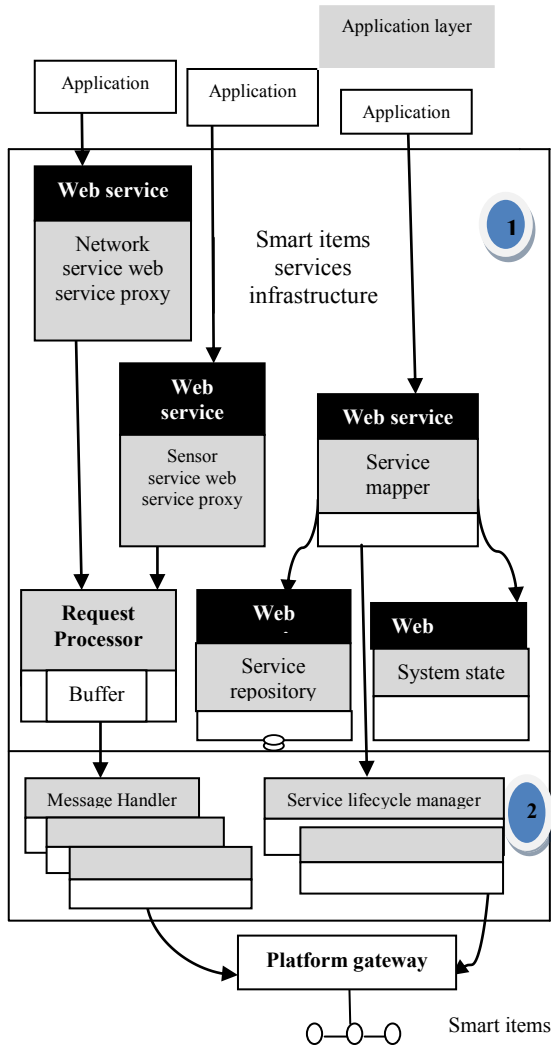 Application layer
Application
Application
Application
Web service
Network
service web
service proxy
Smart items
services
infrastructure
1
Web
service
Sensor
service web
service proxy
Web service
Service
mapper
Request
Processor
Buffer
Web
Service
repository
Web
System state
Message Handler
Service lifecycle manager
2
Platform gateway
Smart items